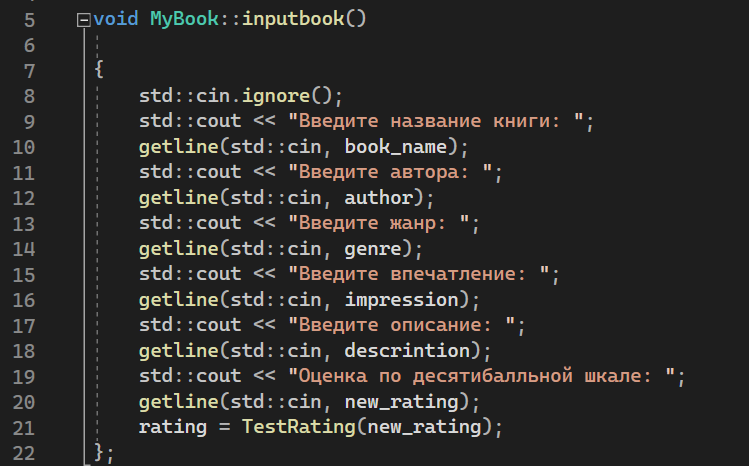 5 void MyBook::inputbook()
6
7 {
8 std::cin.ignore();
9 std::cout << "Введите название книги: ";
10 getline(std::cin, book_name);
11 std::cout << "Введите автора: ";
12 getline(std::cin, author);
13 std::cout << "Введите жанр: ";
14 getline(std::cin, genre);
15 std::cout << "Введите впечатление: ";
16 getline(std::cin, impression);
17 std::cout << "Введите описание: ";
18 getline(std::cin, descrintion);
19 std::cout << "Оценка по десятибалльной шкале: ";
20 getline(std::cin, new_rating);
21 rating = TestRating(new_rating);
22 };